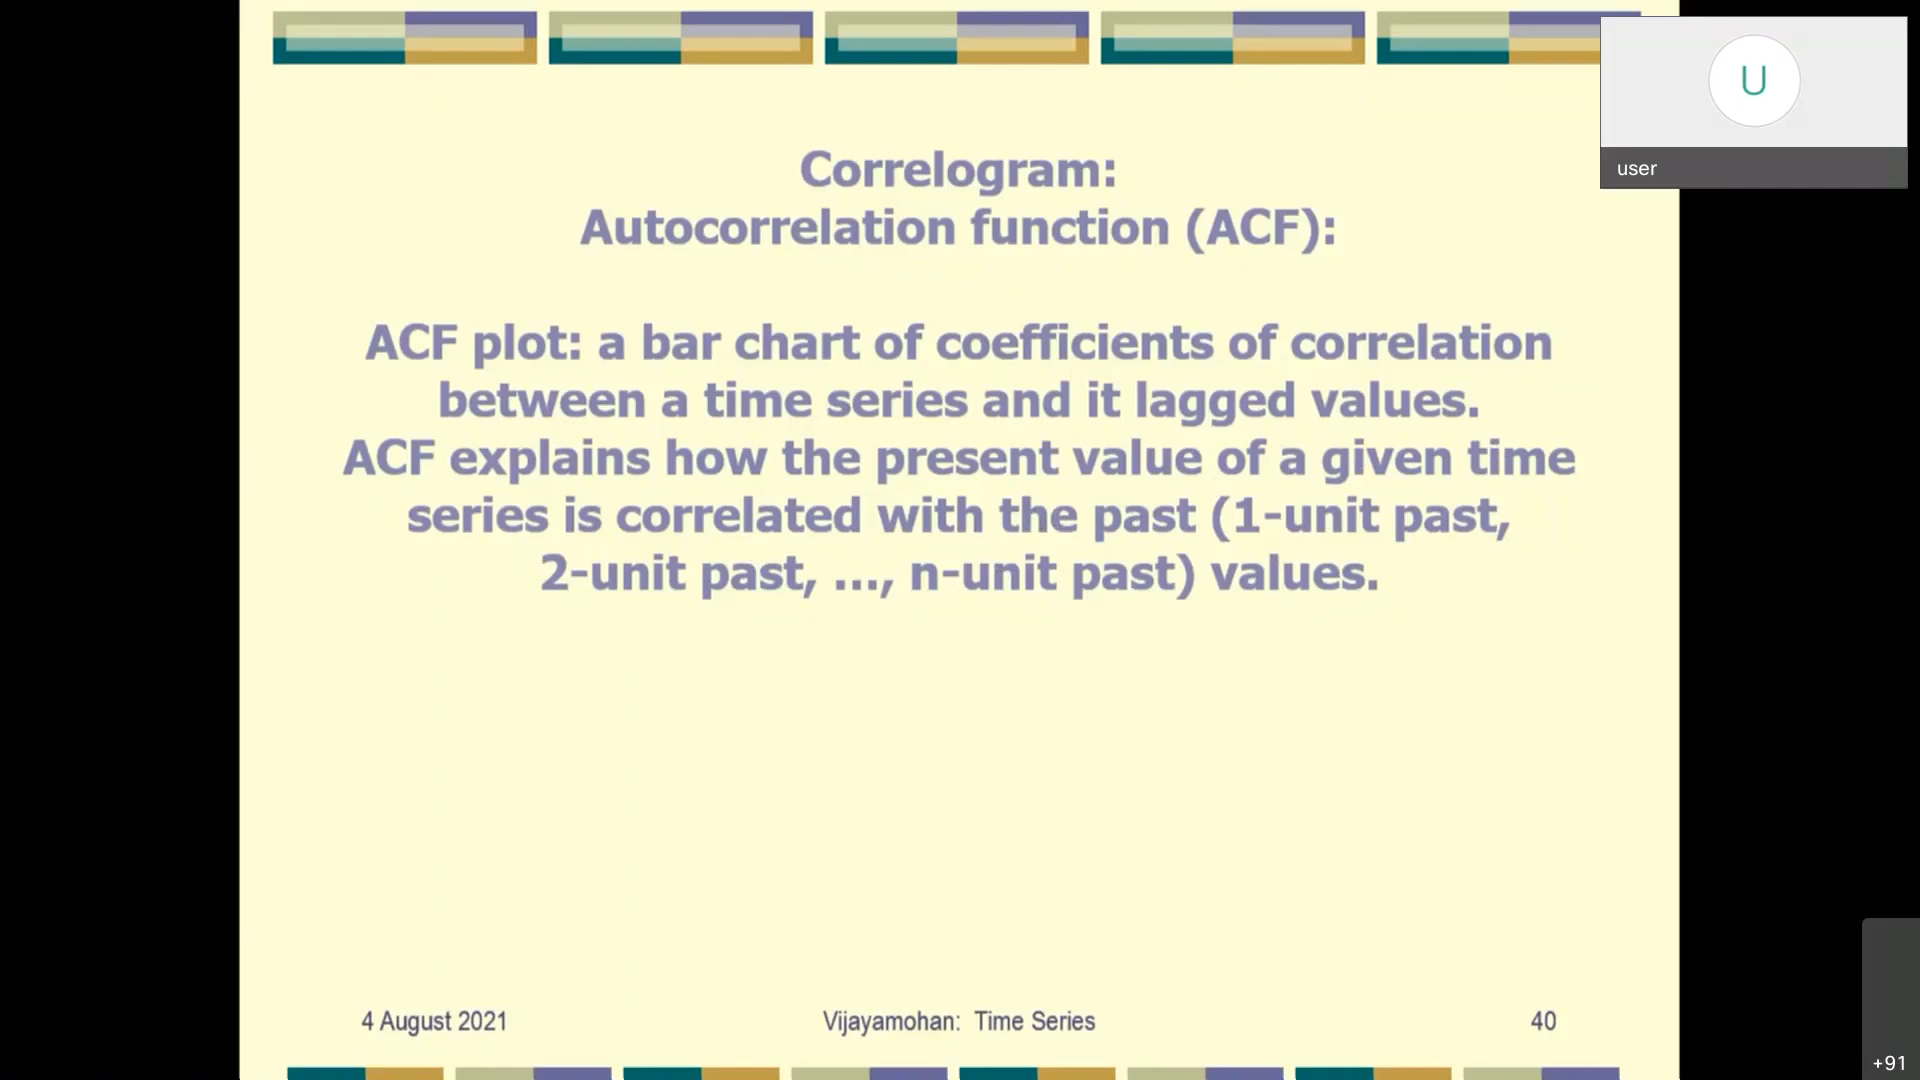 U
user
Correlogram:
Autocorrelation function (ACF):
ACF plot: a bar chart of coefficients of correlation
between a time series and it lagged values.
ACF explains how the present value of a given time
series is correlated with the past (1-unit past,
2-unit past, ..., n-unit past) values.
4 August 2021
Vijayamohan: Time Series
40
+91